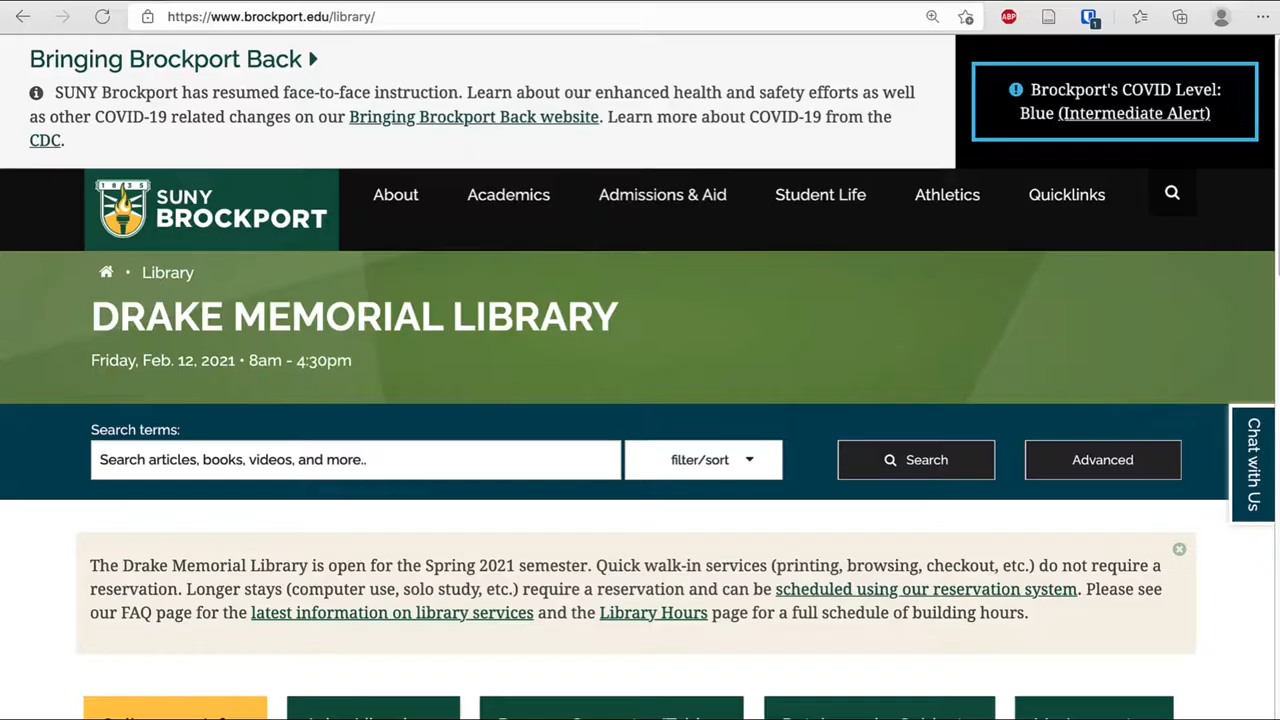 https://www.brockport.edu/library/
ABP
1
Bringing Brockport Back
SUNY Brockport has resumed face-to-face instruction. Learn about our enhanced health and safety efforts as well
as other COVID-19 related changes on our Bringing Brockport Back website. Learn more about COVID-19 from the
CDC.
Brockport's COVID Level:
Blue (Intermediate Alert)
1835
SUNY
BROCKPORT
About Academics Admissions & Aid Student Life Athletics Quicklinks
• Library
DRAKE MEMORIAL LIBRARY
Friday, Feb. 12, 2021 • 8am - 4:30pm
Search terms:
Search articles, books, videos, and more.. filter/sort Search Advanced
Chat with Us
The Drake Memorial Library is open for the Spring 2021 semester. Quick walk-in services (printing, browsing, checkout, etc.) do not require a
reservation. Longer stays (computer use, solo study, etc.) require a reservation and can be scheduled using our reservation system. Please see
our FAQ page for the latest information on library services and the Library Hours page for a full schedule of building hours.